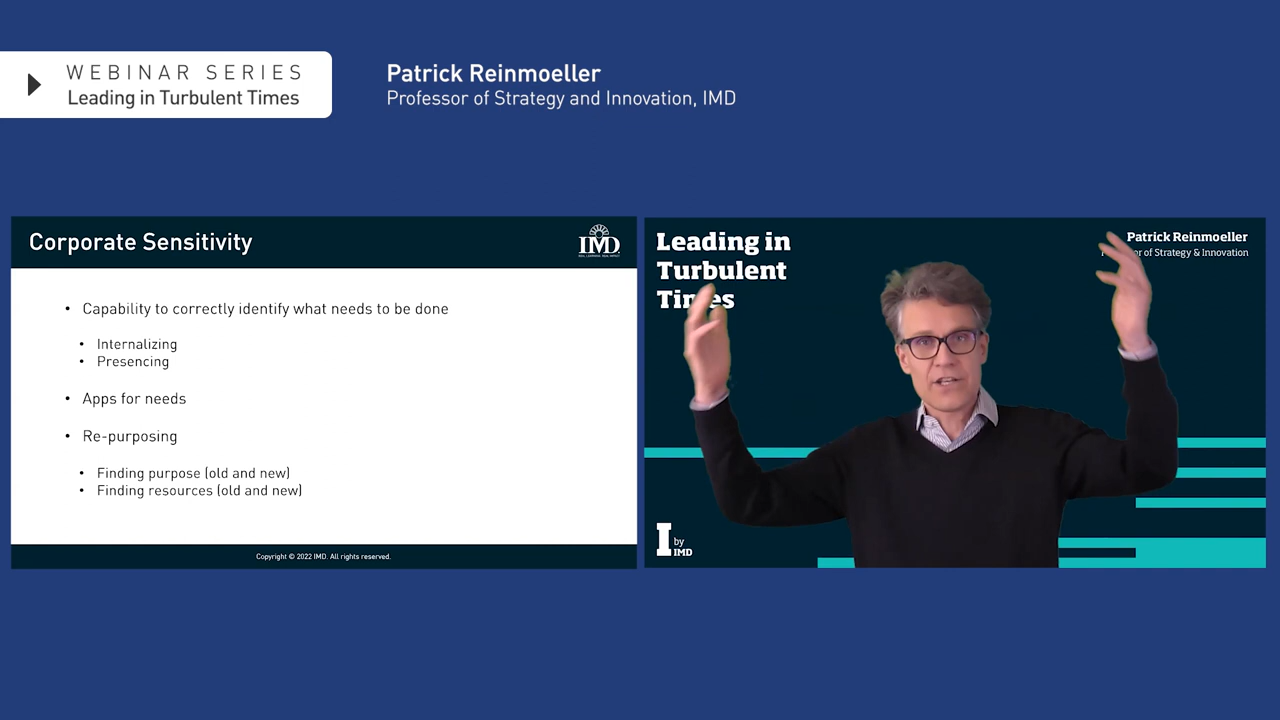 WEBINAR SERIES
Leading in Turbulent Times
Patrick Reinmoeller
Professor of Strategy and Innovation, IMD
Corporate Sensitivity
IMD
• Capability to correctly identify what needs to be done
• Internalizing
• Presencing
• Apps for needs
• Re-purposing
• Finding purpose (old and new)
• Finding resources (old and new)
Copyright © 2022 IMD. All rights reserved.
Leading in
Turbulent
Times
Patrick Reinmoeller
of Strategy & Innovation
I by
IMD